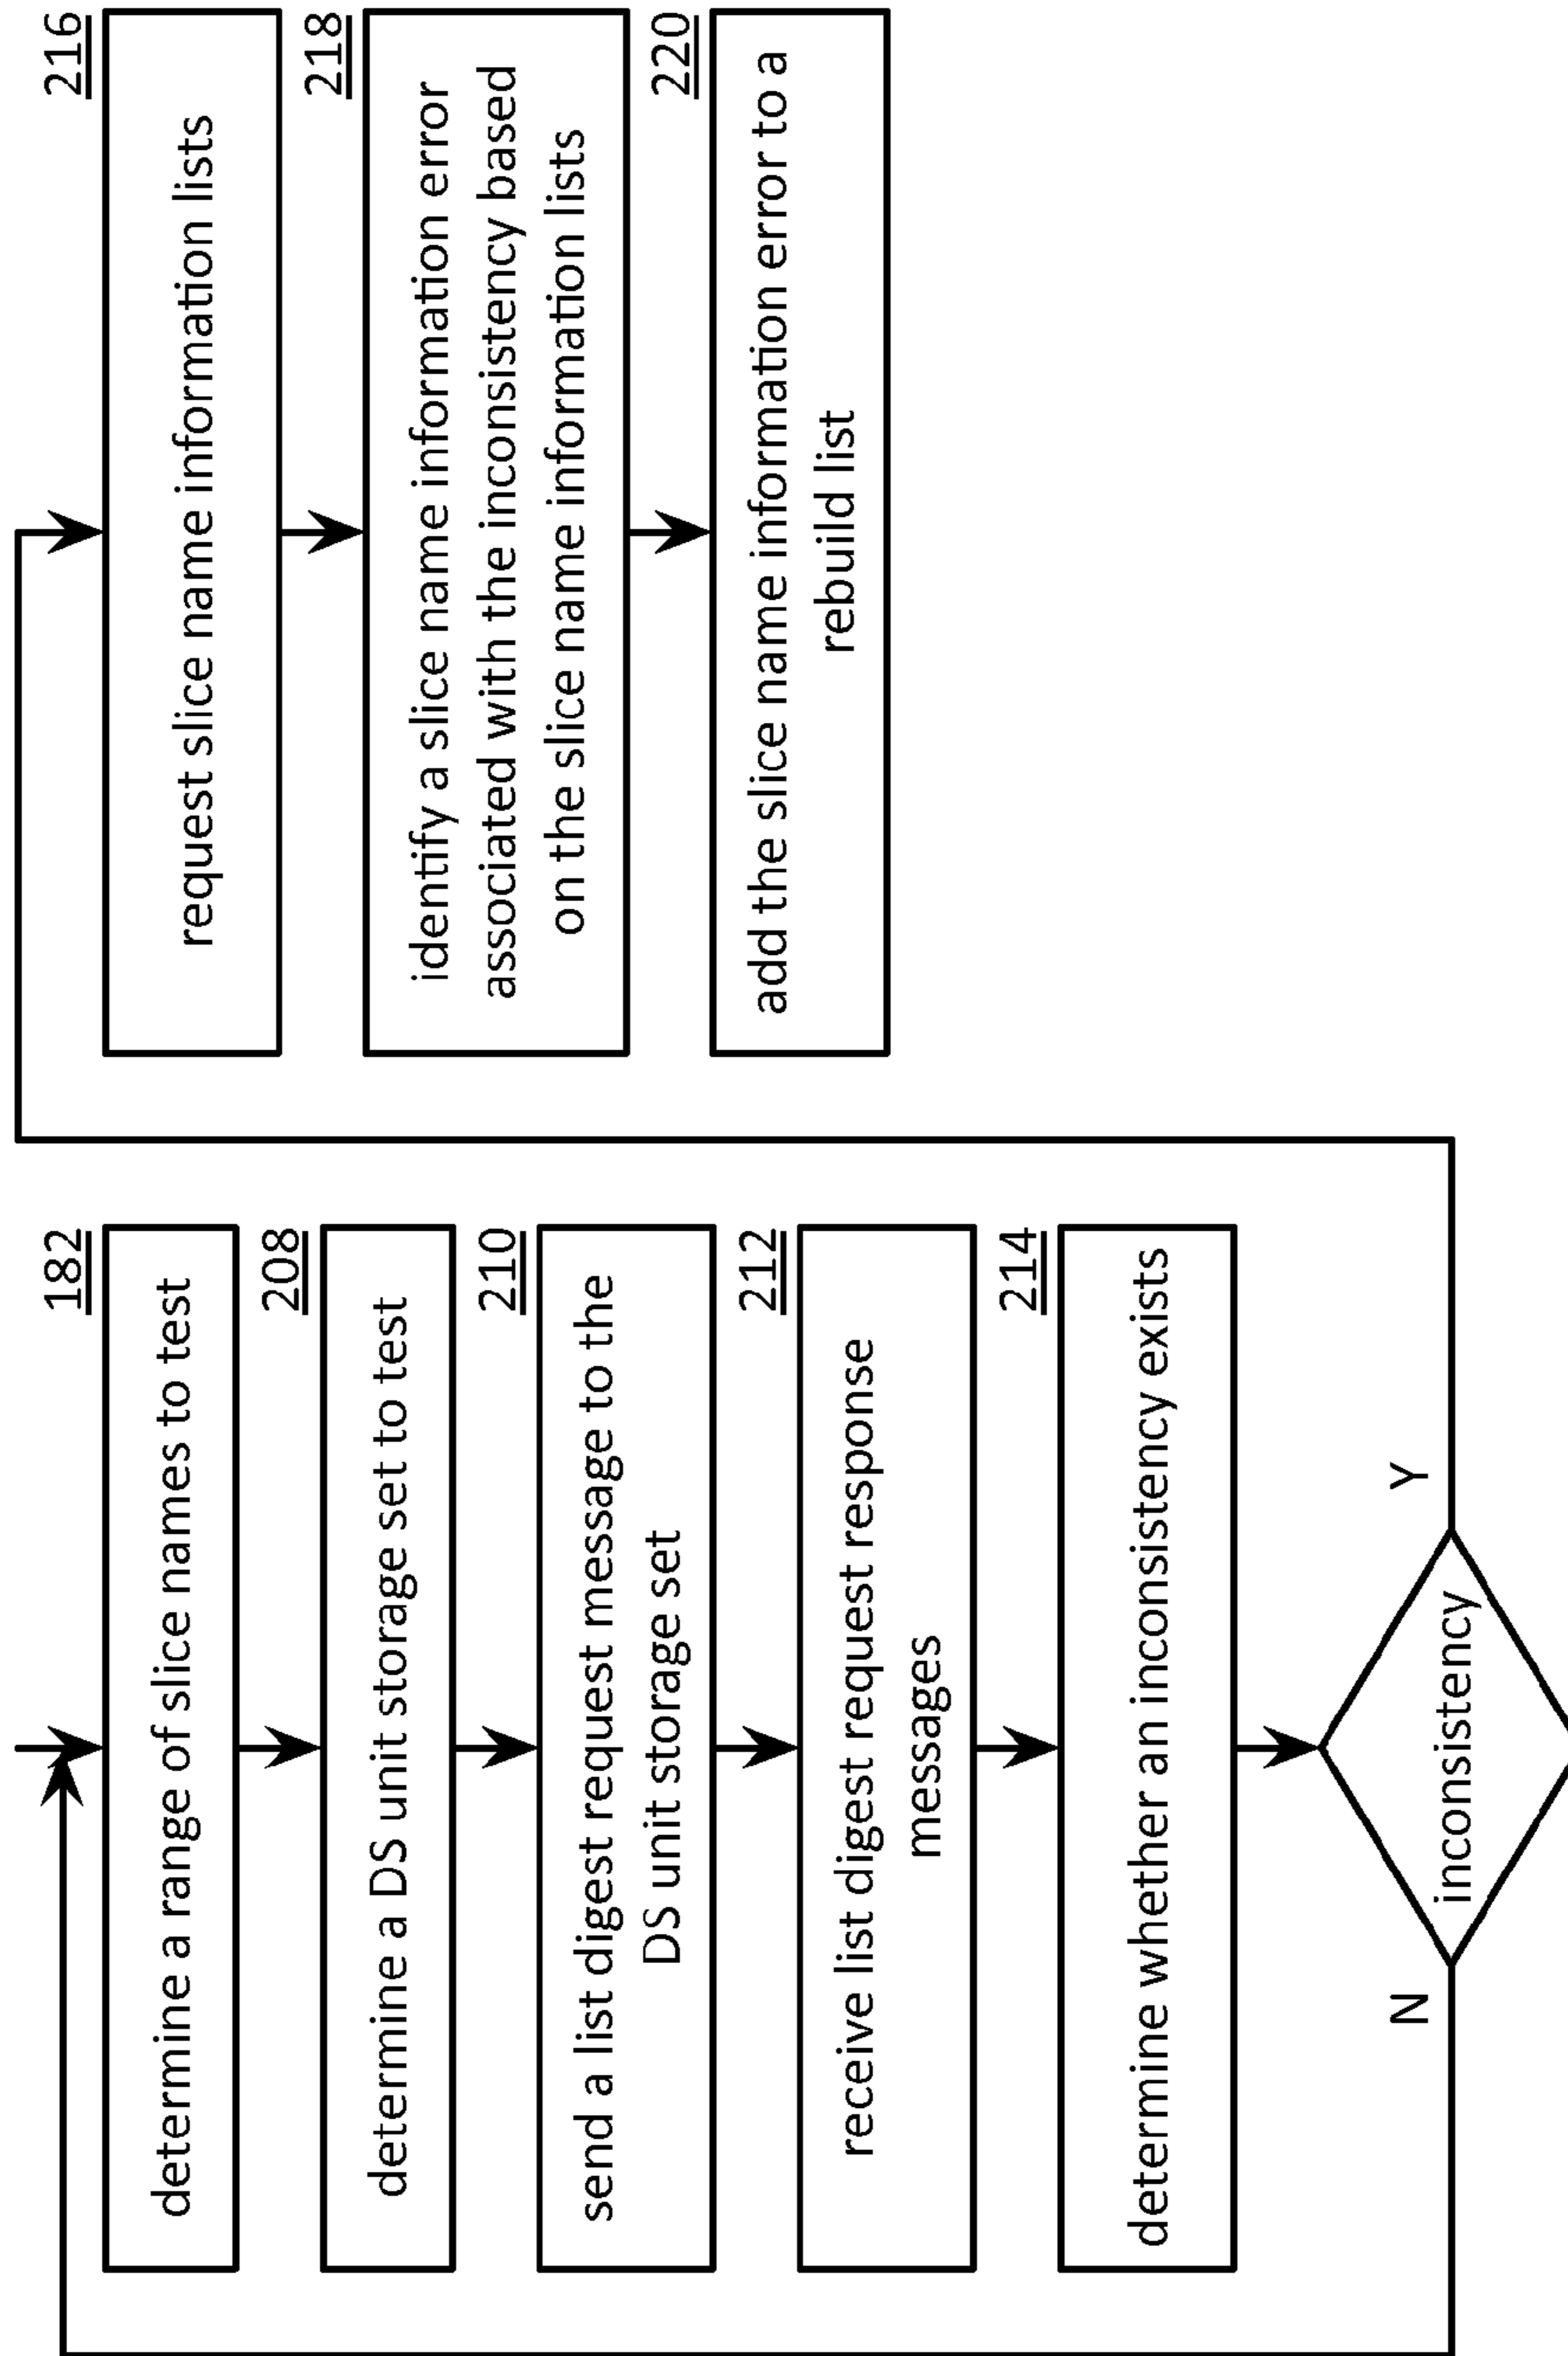 182
determine a range of slice names to test
208
determine a DS unit storage set to test
210
send a list digest request message to the
DS unit storage set
212
receive list digest request response
messages
214
determine whether an inconsistency exists
N
inconsistency
Y
216
request slice name information lists
218
identify a slice name information error
associated with the inconsistency based
on the slice name information lists
220
add the slice name information error to a
rebuild list